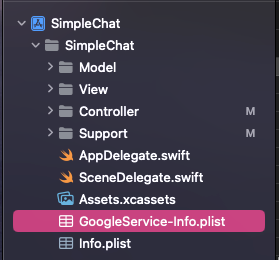 SimpleChat
SimpleChat
Model
View
Controller M
Support M
AppDelegate.swift
SceneDelegate.swift
Assets.xcassets
GoogleService-Info.plist
Info.plist